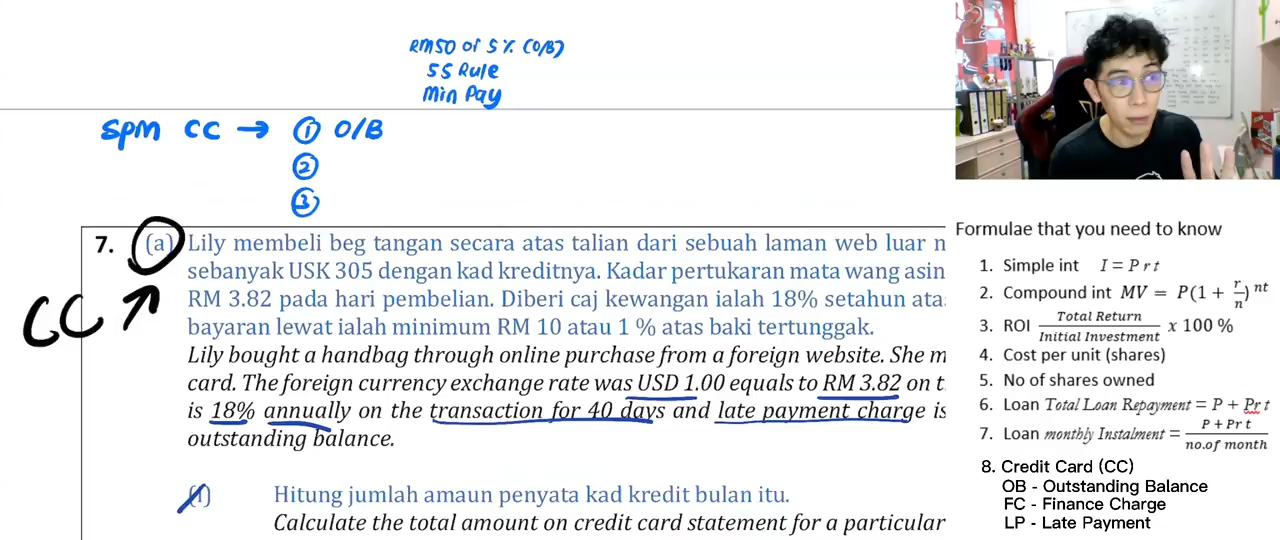 RM50 or 5% (O/B)
55 Rule
Min Pay
SPM CC → ① O/B
②
③
CC
7. (a) Lily membeli beg tangan secara atas talian dari sebuah laman web luar n
sebanyak USK 305 dengan kad kreditnya. Kadar pertukaran mata wang asin
RM 3.82 pada hari pembelian. Diberi caj kewangan ialah 18% setahun ata
bayaran lewat ialah minimum RM 10 atau 1 % atas baki tertunggak.
Lily bought a handbag through online purchase from a foreign website. She m
card. The foreign currency exchange rate was USD 1.00 equals to RM 3.82 on t
is 18% annually on the transaction for 40 days and late payment charge is
outstanding balance.
(i) Hitung jumlah amaun penyata kad kredit bulan itu.
Calculate the total amount on credit card statement for a particular
Formulae that you need to know
1. Simple int I = P r t
2. Compound int MV = P(1 + r/n)^nt
3. ROI Total Return / Initial Investment x 100 %
4. Cost per unit (shares)
5. No of shares owned
6. Loan Total Loan Repayment = P + Pr t
7. Loan monthly Instalment = P + Pr t / no.of month
8. Credit Card (CC)
OB - Outstanding Balance
FC - Finance Charge
LP - Late Payment